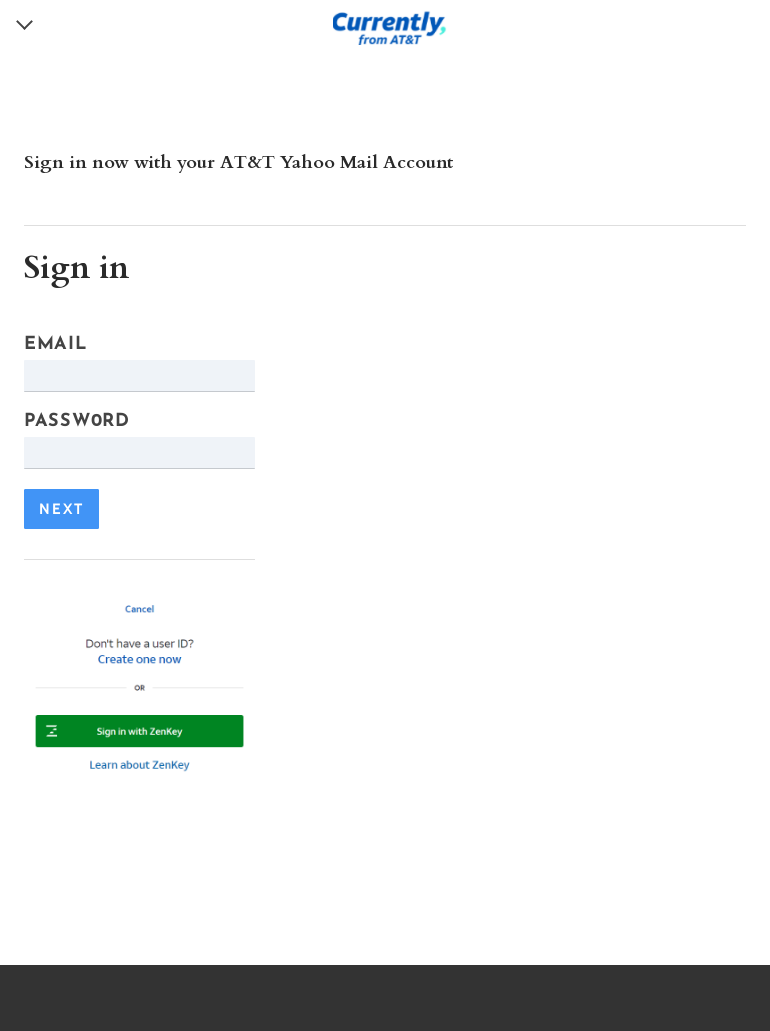 Currently,
from AT&T
Sign in now with your AT&T Yahoo Mail Account
Sign in
EMAIL
PASSW0RD
NEXT
Cancel
Don't have a user ID?
Create one now
OR
Sign in with ZenKey
Learn about ZenKey